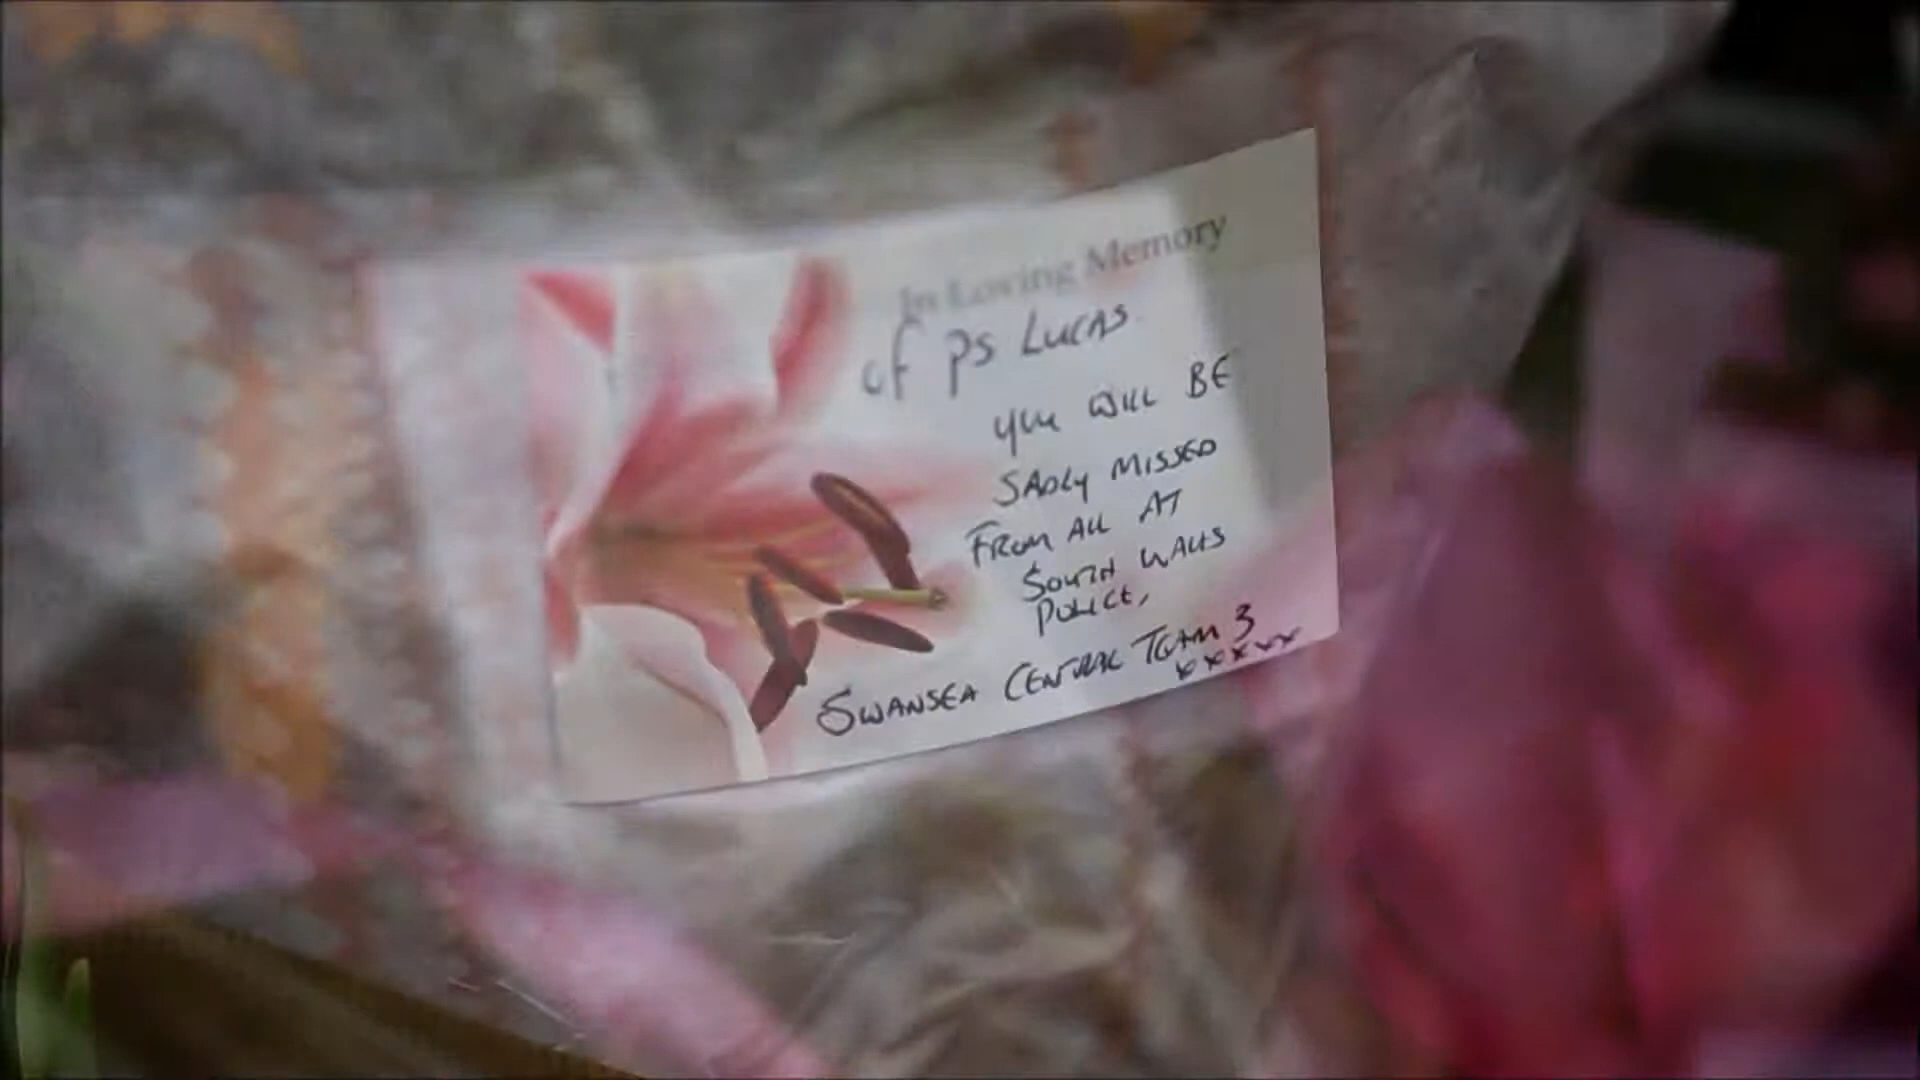 In Loving Memory
of PS LUCAS.
YOU WILL BE
SADLY MISSED
FROM ALL AT
SOUTH WALES
POLICE,
SWANSEA CENTRAL TEAM 3
xxxxx